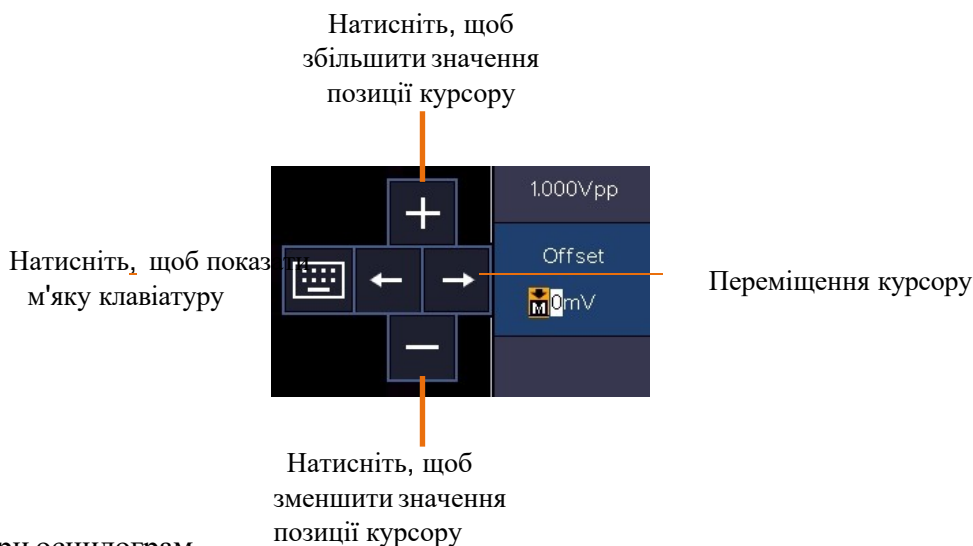 Натисніть, щоб
збільшити значення
позиції курсору
1.000Vpp
Натисніть, щоб показати
м'яку клавіатуру
Offset
M 0mV
Переміщення курсору
Натисніть, щоб
зменшити значення
позиції курсору
осцилограм